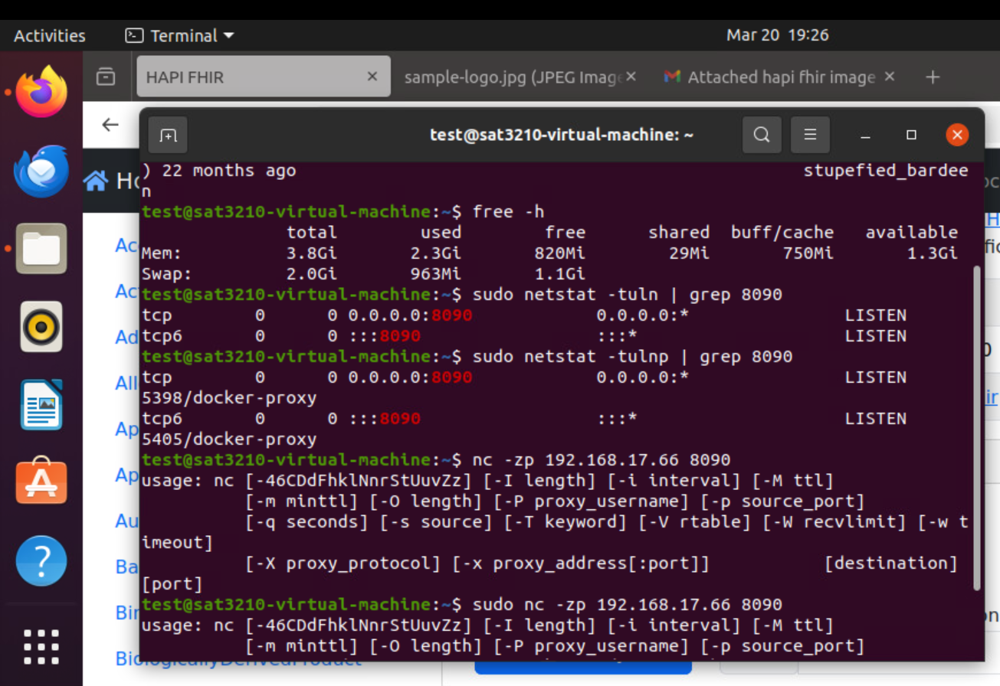 Activities Terminal Mar 20 19:26
HAPI FHIR × sample-logo.jpg (JPEG Imag × Attached hapi fhir image × +
test@sat3210-virtual-machine: ~
) 22 months ago stupefied_bardee
n
test@sat3210-virtual-machine:~$ free -h
total used free shared buff/cache available
Mem: 3.8Gi 2.3Gi 820Mi 29Mi 750Mi 1.3Gi
Swap: 2.0Gi 963Mi 1.1Gi
test@sat3210-virtual-machine:~$ sudo netstat -tuln | grep 8090
tcp 0 0 0.0.0.0:8090 0.0.0.0:* LISTEN
tcp6 0 0 :::8090 :::* LISTEN
test@sat3210-virtual-machine:~$ sudo netstat -tulnp | grep 8090
tcp 0 0 0.0.0.0:8090 0.0.0.0:* LISTEN
5398/docker-proxy
tcp6 0 0 :::8090 :::* LISTEN
5405/docker-proxy
test@sat3210-virtual-machine:~$ nc -zp 192.168.17.66 8090
usage: nc [-46CDdFhklNnrStUuvZz] [-I length] [-i interval] [-M ttl]
[-m minttl] [-O length] [-P proxy_username] [-p source_port]
[-q seconds] [-s source] [-T keyword] [-V rtable] [-W recvlimit] [-w t
imeout]
[-X proxy_protocol] [-x proxy_address[:port]] [destination]
[port]
test@sat3210-virtual-machine:~$ sudo nc -zp 192.168.17.66 8090
usage: nc [-46CDdFhklNnrStUuvZz] [-I length] [-i interval] [-M ttl]
[-m minttl] [-O length] [-P proxy_username] [-p source_port]
Ac
Ac
Ad
All
Ap
Ap
Au
Ba
Bi
BiologicallyDerivedProduct